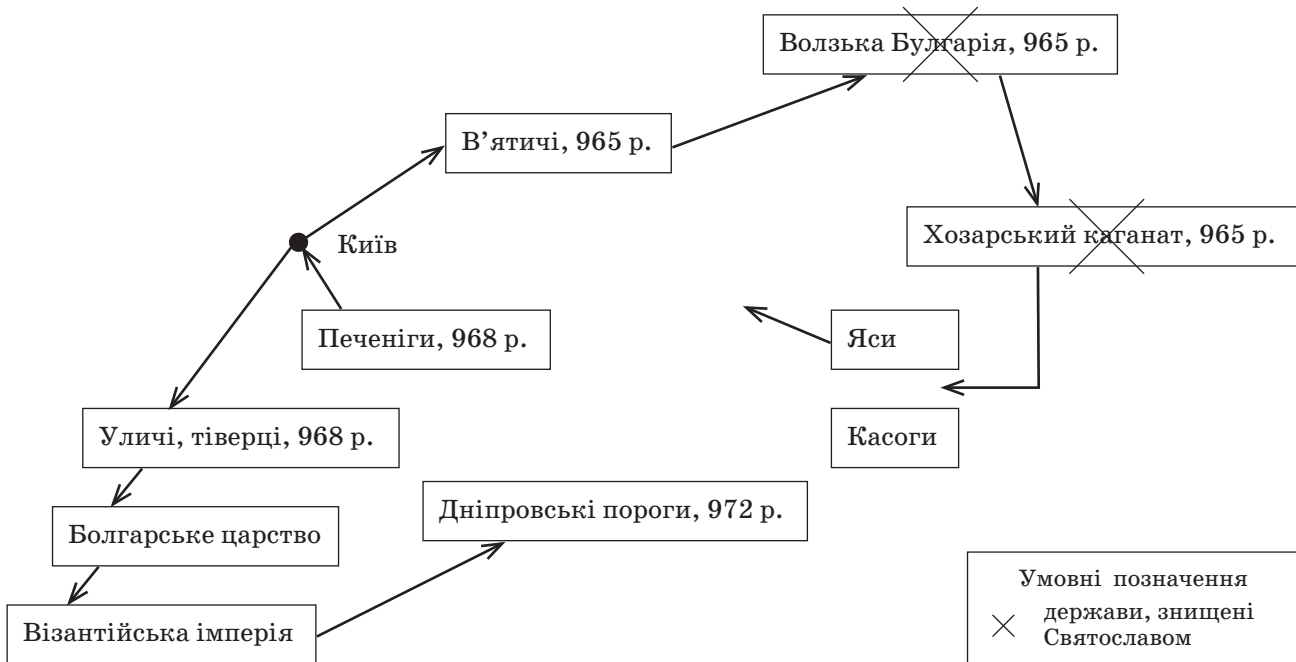 Волзька Булгарія, 965 р.
В’ятичі, 965 р.
Хозарський каганат, 965 р.
Київ
Печеніги, 968 р.
Яси
Уличі, тіверці, 968 р.
Касоги
Дніпровські пороги, 972 р.
Болгарське царство
Візантійська імперія
Умовні позначення
держави, знищені
Святославом